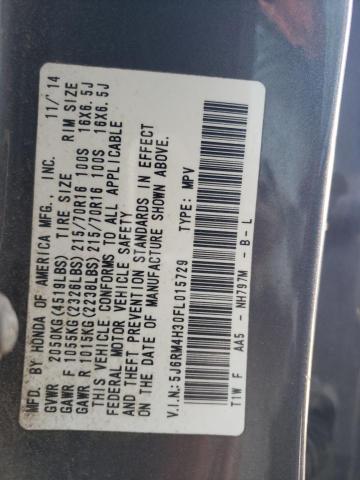 MFD. BY HONDA OF AMERICA MFG., INC. 11/14
GVWR 2050KG(4519LBS) TIRE SIZE RIM SIZE
GAWR F 1055KG(2326LBS) 215/70R16 100S 16X6.5J
GAWR R 1015KG(2238LBS) 215/70R16 100S 16X6.5J
THIS VEHICLE CONFORMS TO ALL APPLICABLE
FEDERAL MOTOR VEHICLE SAFETY AND
THEFT PREVENTION STANDARDS IN EFFECT
ON THE DATE OF MANUFACTURE SHOWN ABOVE.
V.I.N.: 5J6RM4H30FL015729 TYPE: MPV
T1W F AA5 - NH797M - B - L